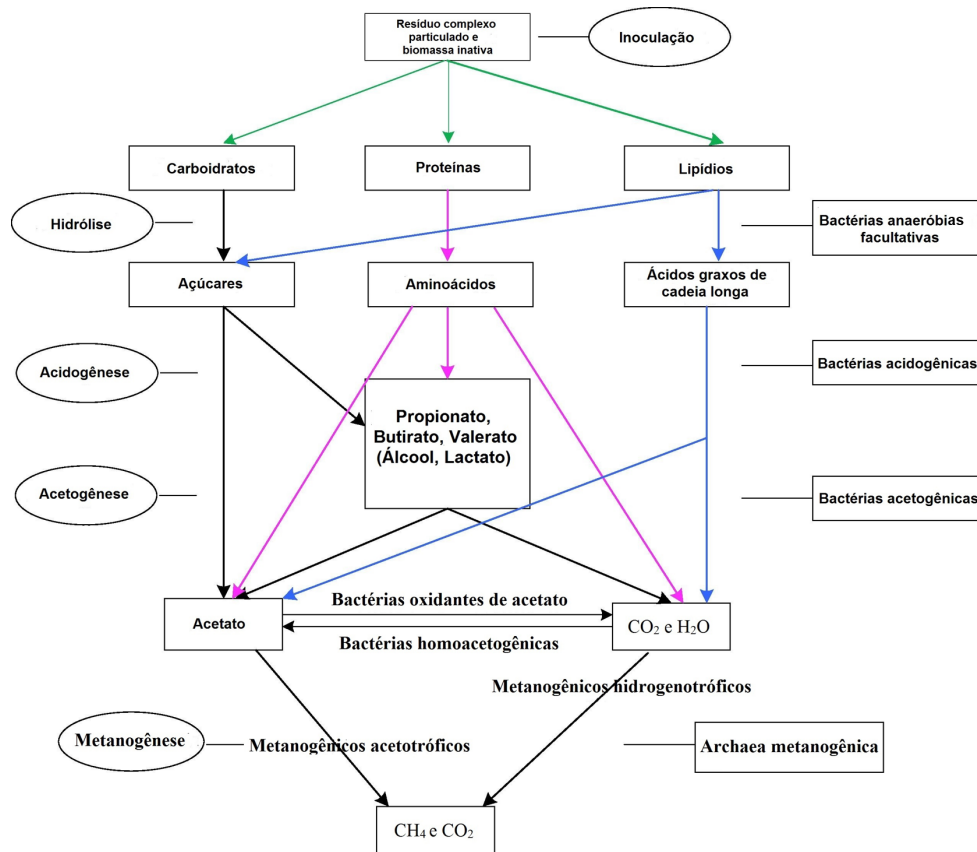 Resíduo complexo
particulado e
biomassa inativa
Inoculação
Carboidratos
Proteínas
Lipídios
Hidrólise
Bactérias anaeróbias
facultativas
Açúcares
Aminoácidos
Ácidos graxos de
cadeia longa
Acidogênese
Bactérias acidogênicas
Propionato,
Butirato, Valerato
(Álcool, Lactato)
Acetogênese
Bactérias acetogênicas
Acetato
Bactérias oxidantes de acetato
Bactérias homoacetogênicas
CO₂ e H₂O
Metanogênicos hidrogenotróficos
Metanogênese
Metanogênicos acetotróficos
Archaea metanogênica
CH₄ e CO₂